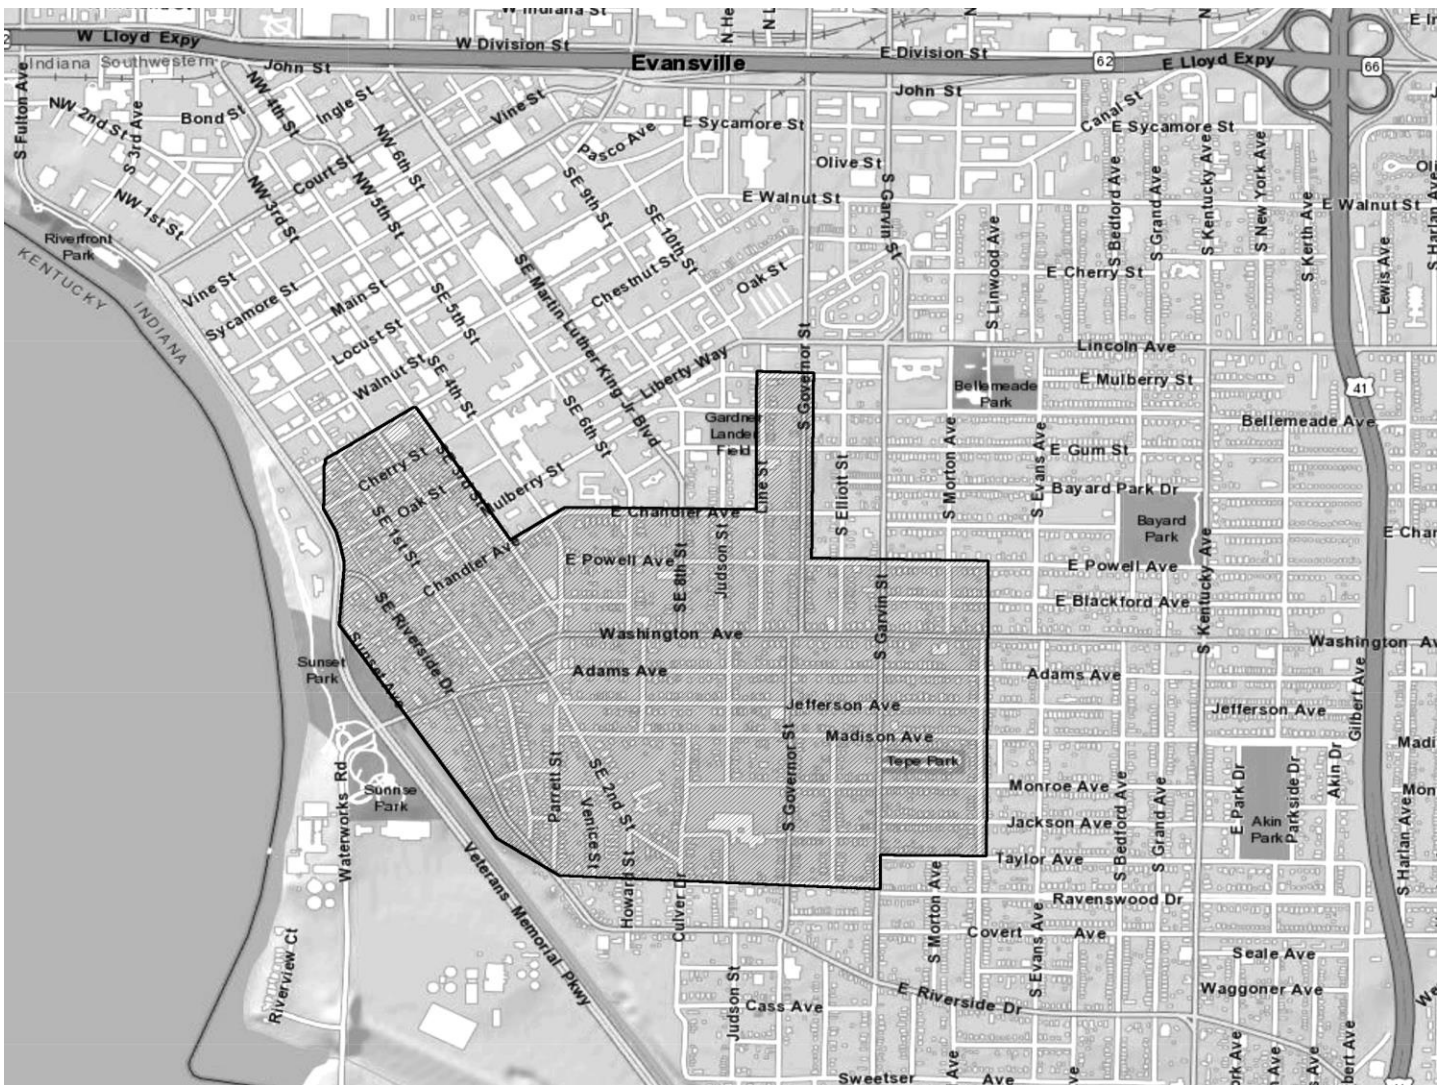 W Indiana St
W Lloyd Expy
W Division St
Evansville
E Division St
62
E Lloyd Expy
66
Indiana Southwestern
John St
John St
S Fulton Ave
NW 2nd St
S 3rd Ave
Bond St
NW 4th St
Ingle St
NW 6th St
Vine St
Pasco Ave
E Sycamore St
Canal St
E Sycamore St
Olive St
Court St
NW 5th St
NW 3rd St
NW 1st St
SE 9th St
SE 10th St
E Walnut St
S Garvin St
S Linwood Ave
S Bedford Ave
S Grand Ave
S Kentucky Ave
S New York Ave
S Kerth Ave
E Walnut St
S Harlan Ave
Lewis Ave
Riverfront
Park
KENTUCKY
INDIANA
Vine St
Sycamore St
Main St
Locust St
Walnut St
SE 5th St
SE 4th St
SE Martin Luther King Jr Blvd
Chestnut St
Oak St
E Cherry St
Liberty Way
SE 6th St
S Governor St
Lincoln Ave
E Mulberry St
Bellemeade
Park
41
Bellemeade Ave
Gardner
Lander
Field
Line St
S Elliott St
S Morton Ave
S Evans Ave
E Gum St
Bayard Park Dr
Bayard
Park
Cherry St
Oak St
SE 3rd St
Mulberry St
SE 1st St
Chandler Ave
E Chandler Ave
E Powell Ave
SE 8th St
Judson St
E Powell Ave
E Blackford Ave
S Kentucky Ave
SE Riverside Dr
Sunset Ave
Sunset
Park
Washington Ave
S Garvin St
Washington Av
Adams Ave
Adams Ave
Jefferson Ave
Jefferson Ave
Gilbert Ave
Madison Ave
Tepe Park
S Governor St
Parrett St
SE 2nd St
Venice St
Waterworks Rd
Sunrise
Park
Monroe Ave
Jackson Ave
Taylor Ave
S Bedford Ave
S Grand Ave
E Park Dr
Akin
Park
Parkside Dr
Akin Dr
S Harlan Ave
Veterans Memorial Pkwy
Howard St
Culver Dr
S Morton Ave
Ravenswood Dr
Covert Ave
S Evans Ave
Seale Ave
Waggoner Ave
Riverview Ct
Judson St
Cass Ave
E Riverside Dr
Sweetser Ave